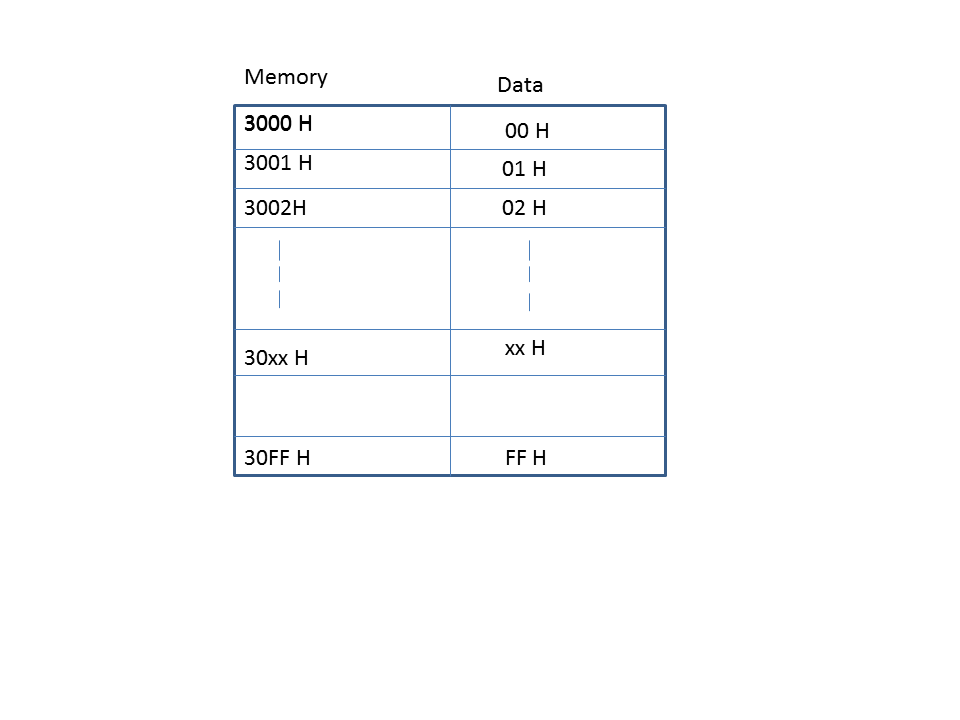 Memory Data
3000 H 00 H
3001 H 01 H
3002H 02 H
30xx H xx H
30FF H FF H